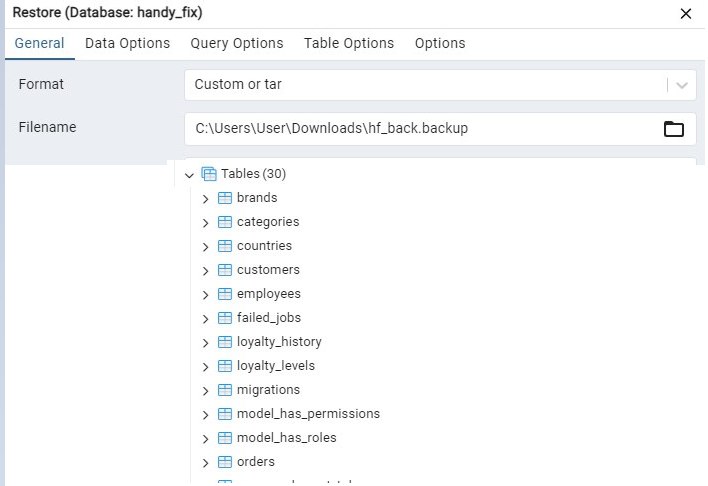 Restore (Database: handy_fix)
General Data Options Query Options Table Options Options
Format Custom or tar
Filename C:\Users\User\Downloads\hf_back.backup
Tables (30)
brands
categories
countries
customers
employees
failed_jobs
loyalty_history
loyalty_levels
migrations
model_has_permissions
model_has_roles
orders